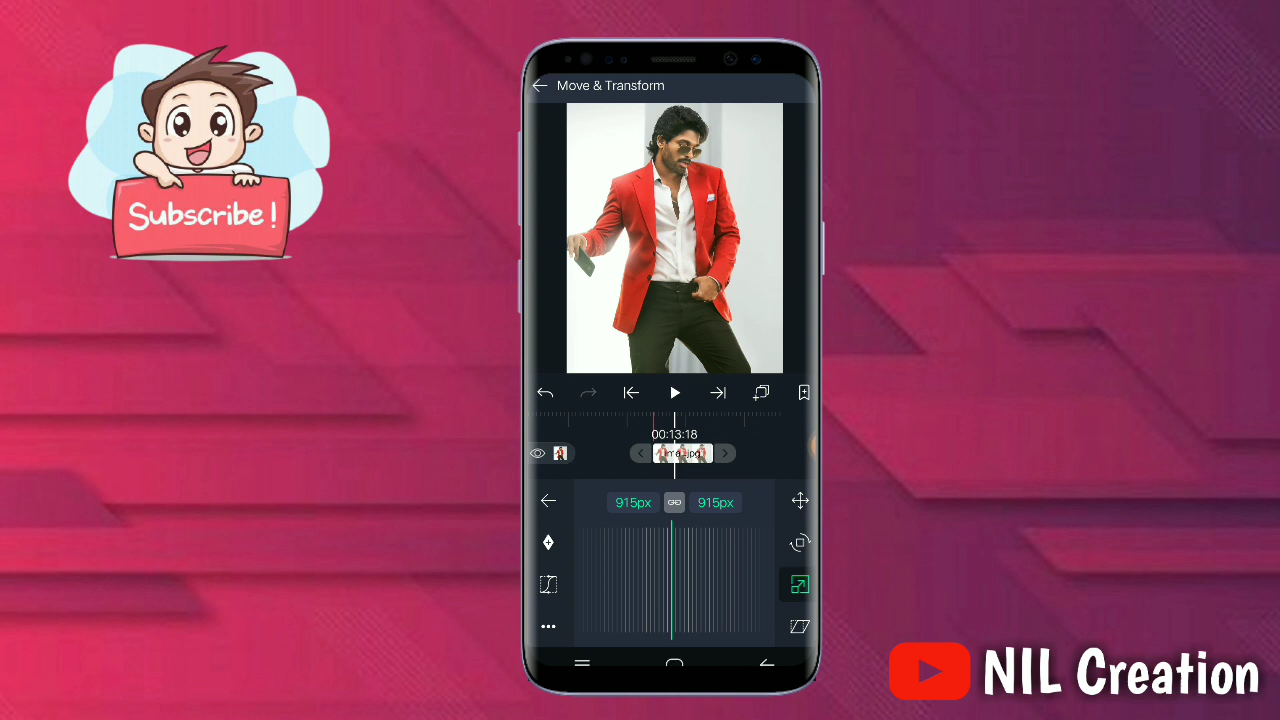 Move & Transform
Subscribe !
00:13:18
915px
915px
NIL Creation